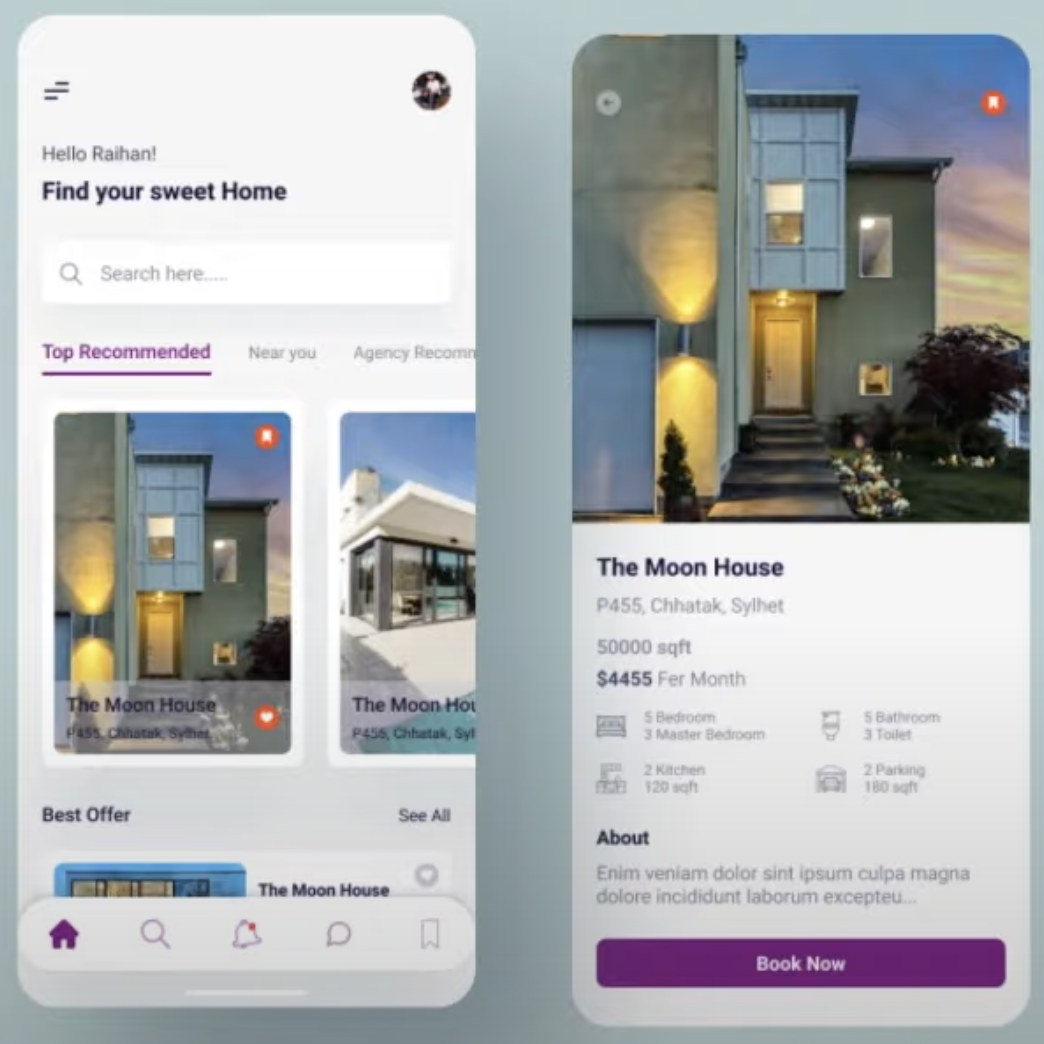 Hello Raihan!
Find your sweet Home
Search here.....
Top Recommended
Near you
Agency Recomm
The Moon House
P455, Chhatak, Sylhet
The Moon Hou
P455, Chhatak, Syl
Best Offer
See All
The Moon House
The Moon House
P455, Chhatak, Sylhet
50000 sqft
$4455 Fer Month
5 Bedroom
3 Master Bedroom
5 Bathroom
3 Toilet
2 Kitchen
120 sqft
2 Parking
180 sqft
About
Enim veniam dolor sint ipsum culpa magna
dolore incididunt laborum excepteu...
Book Now